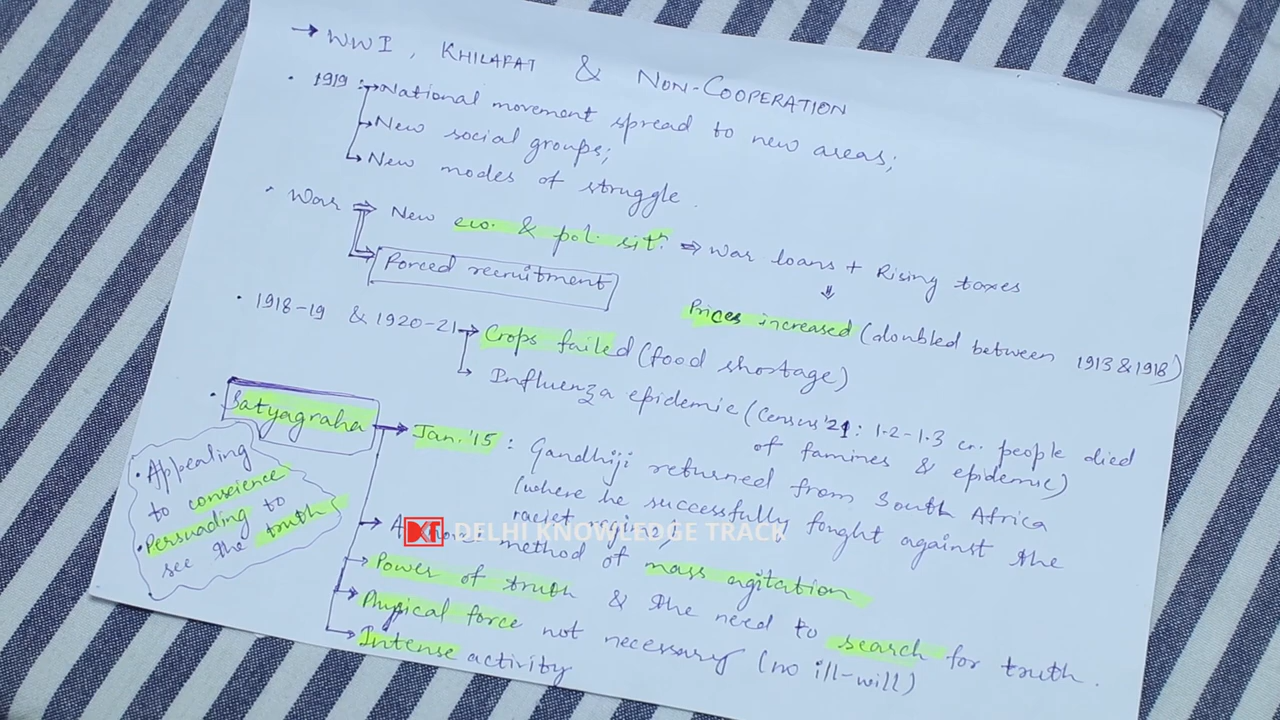 → WWI, KHILAFAT & NON-COOPERATION
• 1919 : → National movement spread to new areas;
→ New social groups;
→ New modes of struggle.
• War ⇒ New eco. & pol. sitn. ⇒ War loans + Rising taxes
⇓
⇒ Forced recruitment
Prices increased (doubled between 1913 & 1918)
• 1918-19 & 1920-21 → Crops failed (food shortage)
→ Influenza epidemic (Census '21: 1.2-1.3 cr. people died
of famines & epidemic)
• Satyagraha → Jan. '15 : Gandhiji returned from South Africa
(where he successfully fought against the
racist regime)
• Appealing
to conscience
• Persuading to
see the truth
→ A method of mass agitation
DELHI KNOWLEDGE TRACK
→ Power of truth & the need to search for truth.
→ Physical force not necessary (no ill-will)
→ Intense activity